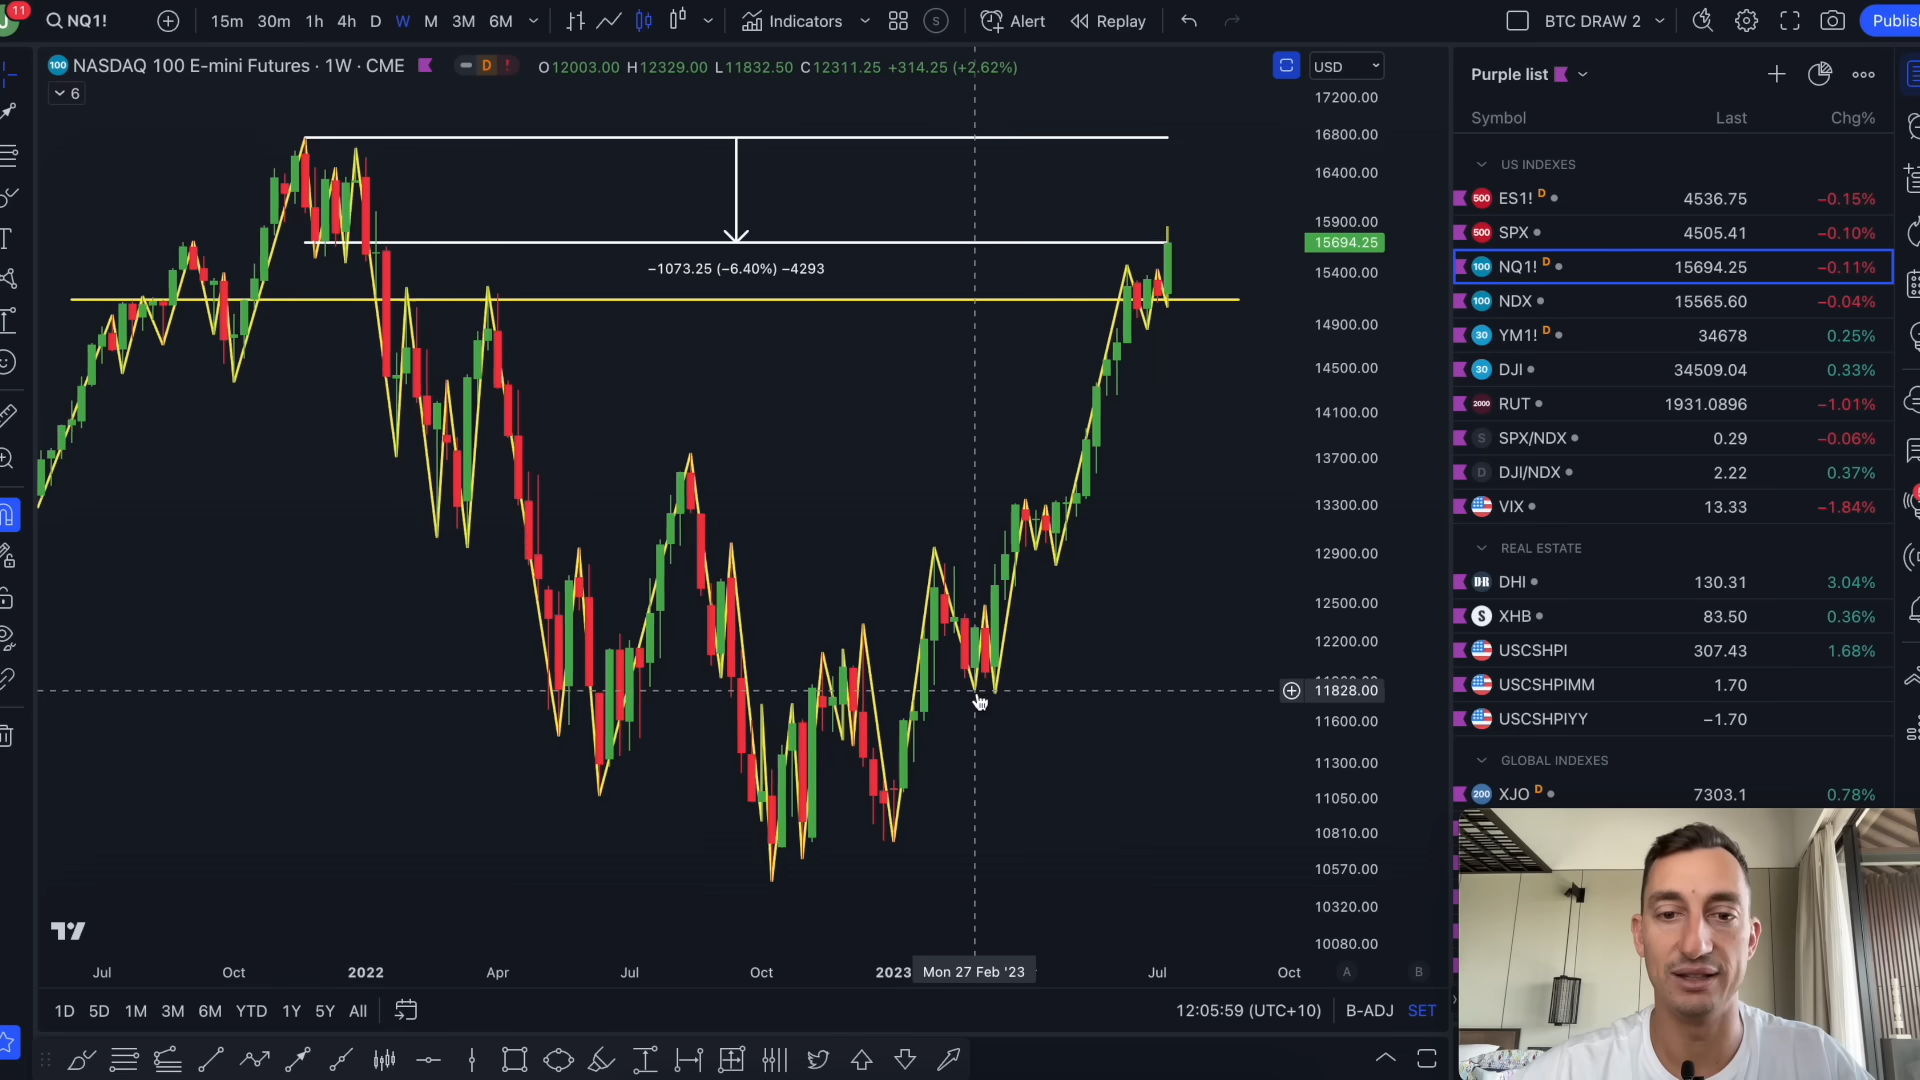 11
NQ1!
15m 30m 1h 4h D W M 3M 6M
Indicators
S
Alert
Replay
BTC DRAW 2
Publish
100 NASDAQ 100 E-mini Futures · 1W · CME
D !
O12003.00 H12329.00 L11832.50 C12311.25 +314.25 (+2.62%)
6
USD
17200.00
16800.00
16400.00
15900.00
15694.25
15400.00
14900.00
14500.00
14100.00
13700.00
13300.00
12900.00
12500.00
12200.00
11828.00
11600.00
11300.00
11050.00
10810.00
10570.00
10320.00
10080.00
−1073.25 (−6.40%) −4293
Jul Oct 2022 Apr Jul Oct 2023 Mon 27 Feb '23 Jul Oct A B
1D 5D 1M 3M 6M YTD 1Y 5Y All
12:05:59 (UTC+10) B-ADJ SET
Purple list
Symbol Last Chg%
US INDEXES
500 ES1! D 4536.75 −0.15%
500 SPX 4505.41 −0.10%
100 NQ1! D 15694.25 −0.11%
100 NDX 15565.60 −0.04%
30 YM1! D 34678 0.25%
30 DJI 34509.04 0.33%
2000 RUT 1931.0896 −1.01%
S SPX/NDX 0.29 −0.06%
D DJI/NDX 2.22 0.37%
VIX 13.33 −1.84%
REAL ESTATE
DHI 130.31 3.04%
S XHB 83.50 0.36%
USCSHPI 307.43 1.68%
USCSHPIMM 1.70
USCSHPIYY −1.70
GLOBAL INDEXES
200 XJO D 7303.1 0.78%